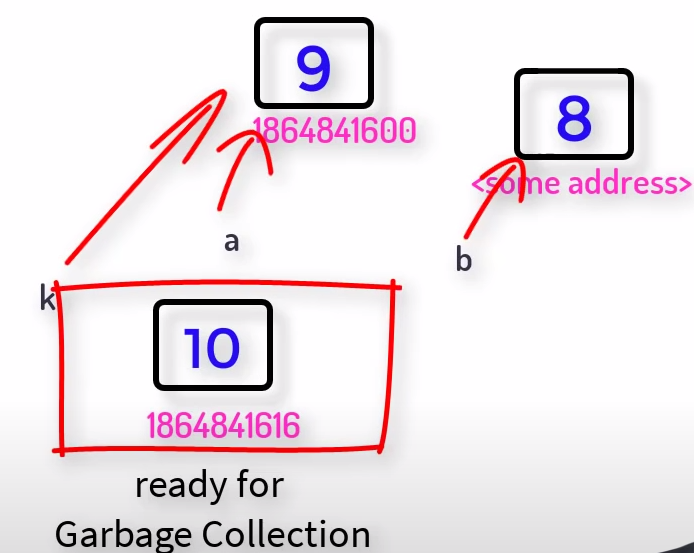 9
1864841600
8
<some address>
a
b
k
10
1864841616
ready for
Garbage Collection